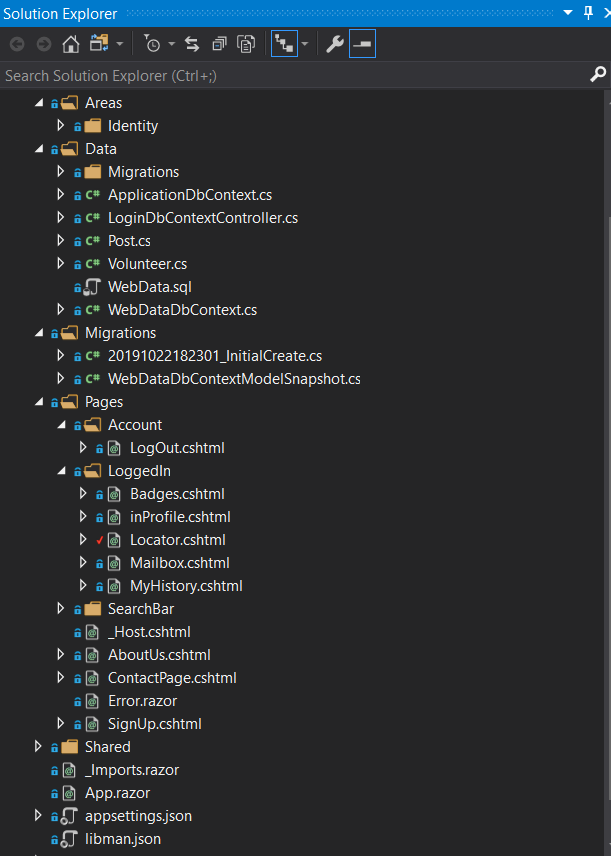 Solution Explorer
Search Solution Explorer (Ctrl+;)
Areas
Identity
Data
Migrations
C# ApplicationDbContext.cs
C# LoginDbContextController.cs
C# Post.cs
C# Volunteer.cs
WebData.sql
C# WebDataDbContext.cs
Migrations
C# 20191022182301_InitialCreate.cs
C# WebDataDbContextModelSnapshot.cs
Pages
Account
@ LogOut.cshtml
LoggedIn
@ Badges.cshtml
@ inProfile.cshtml
@ Locator.cshtml
@ Mailbox.cshtml
@ MyHistory.cshtml
SearchBar
@ _Host.cshtml
@ AboutUs.cshtml
@ ContactPage.cshtml
@ Error.razor
@ SignUp.cshtml
Shared
@ _Imports.razor
@ App.razor
appsettings.json
libman.json